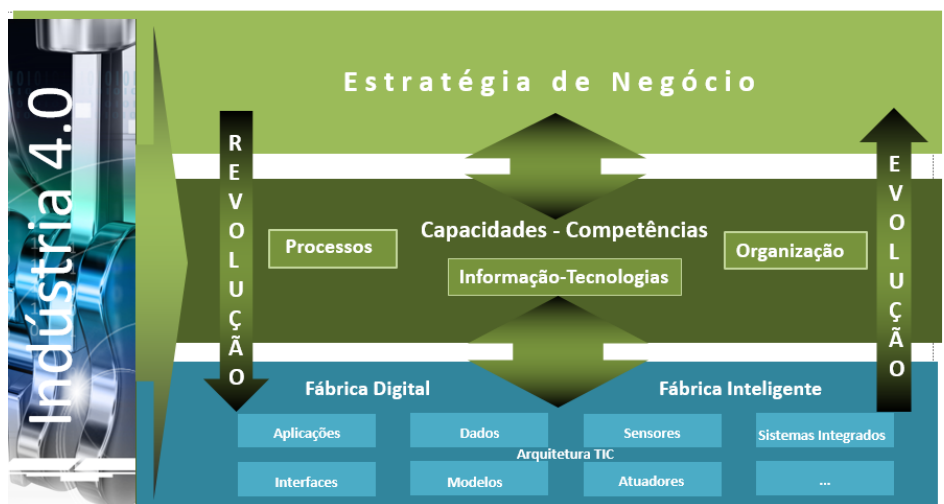 Indústria 4.0
Estratégia de Negócio
REVOLUÇÃO
EVOLUÇÃO
Capacidades - Competências
Processos
Informação-Tecnologias
Organização
Fábrica Digital
Fábrica Inteligente
Aplicações
Dados
Sensores
Sistemas Integrados
Arquitetura TIC
Interfaces
Modelos
Atuadores
...